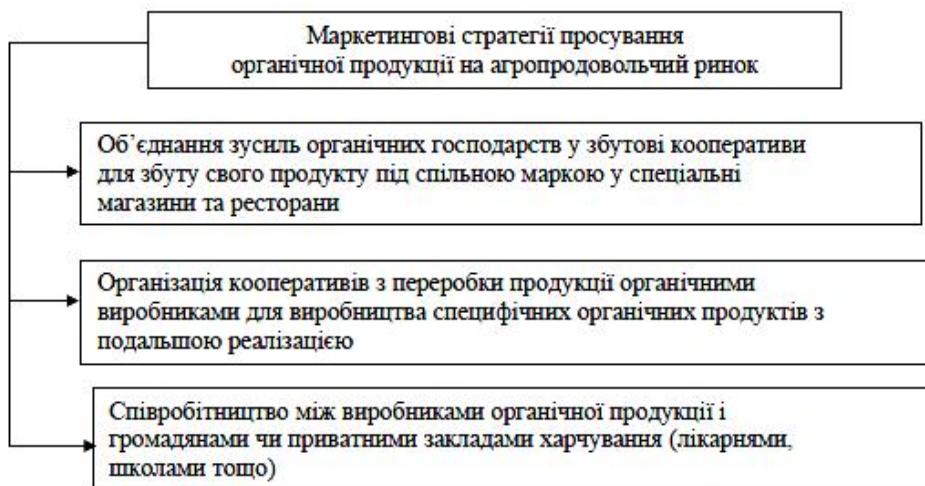 Маркетингові стратегії просування
органічної продукції на агропродовольчий ринок
Об’єднання зусиль органічних господарств у збутові кооперативи
для збуту свого продукту під спільною маркою у спеціальні
магазини та ресторани
Організація кооперативів з переробки продукції органічними
виробниками для виробництва специфічних органічних продуктів з
подальшою реалізацією
Співробітництво між виробниками органічної продукції і
громадянами чи приватними закладами харчування (лікарнями,
школами тощо)